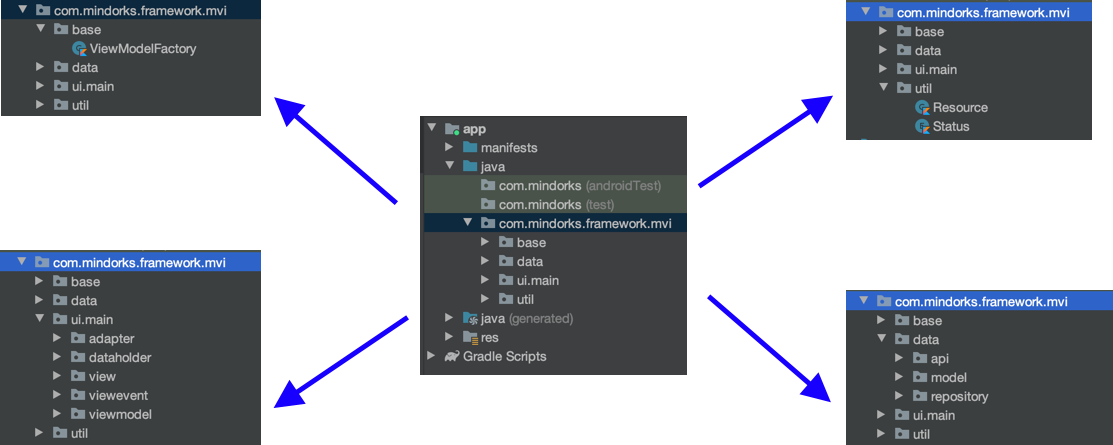 com.mindorks.framework.mvi
base
ViewModelFactory
data
ui.main
util
com.mindorks.framework.mvi
base
data
ui.main
util
Resource
Status
app
manifests
java
com.mindorks (androidTest)
com.mindorks (test)
com.mindorks.framework.mvi
base
data
ui.main
util
java (generated)
res
Gradle Scripts
com.mindorks.framework.mvi
base
data
ui.main
adapter
dataholder
view
viewevent
viewmodel
util
com.mindorks.framework.mvi
base
data
api
model
repository
ui.main
util